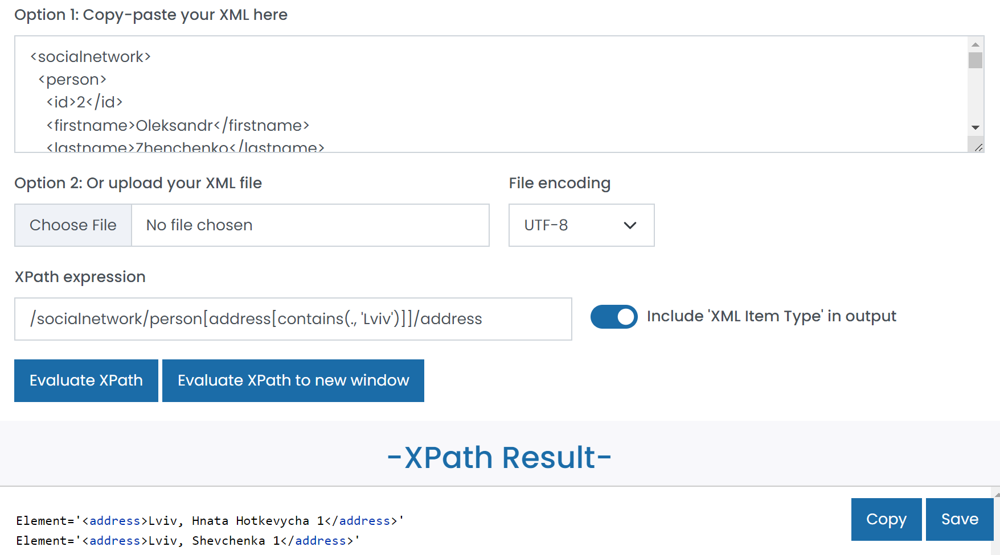 Option 1: Copy-paste your XML here
<socialnetwork>
<person>
<id>2</id>
<firstname>Oleksandr</firstname>
<lastname>Zhenchenko</lastname>
Option 2: Or upload your XML file
File encoding
Choose File
No file chosen
UTF-8
XPath expression
/socialnetwork/person[address[contains(., 'Lviv')]]/address
Include 'XML Item Type' in output
Evaluate XPath
Evaluate XPath to new window
-XPath Result-
Copy
Save
Element='<address>Lviv, Hnata Hotkevycha 1</address>'
Element='<address>Lviv, Shevchenka 1</address>'